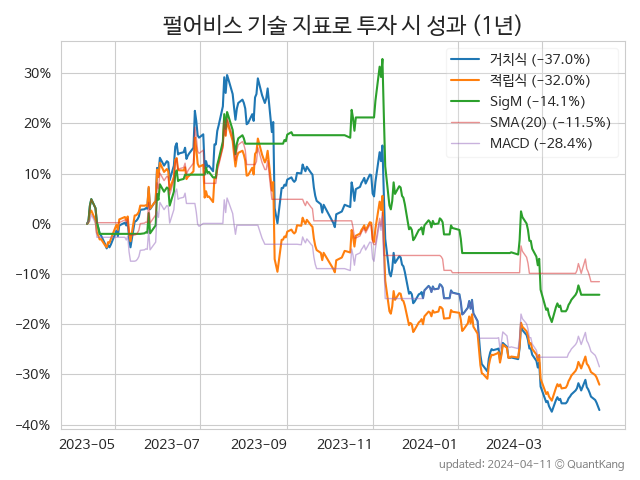 펄어비스 기술 지표로 투자 시 성과 (1년)
거치식 (−37.0%)
적립식 (−32.0%)
SigM (−14.1%)
SMA(20) (−11.5%)
MACD (−28.4%)
30%
20%
10%
0%
−10%
−20%
−30%
−40%
2023-05 2023-07 2023-09 2023-11 2024-01 2024-03
updated: 2024-04-11 © QuantKang